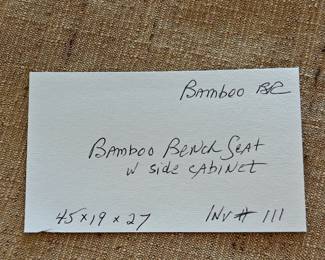 Bamboo BR
Bamboo Bench Seat
w side cabinet
45x19x27 Inv# 111